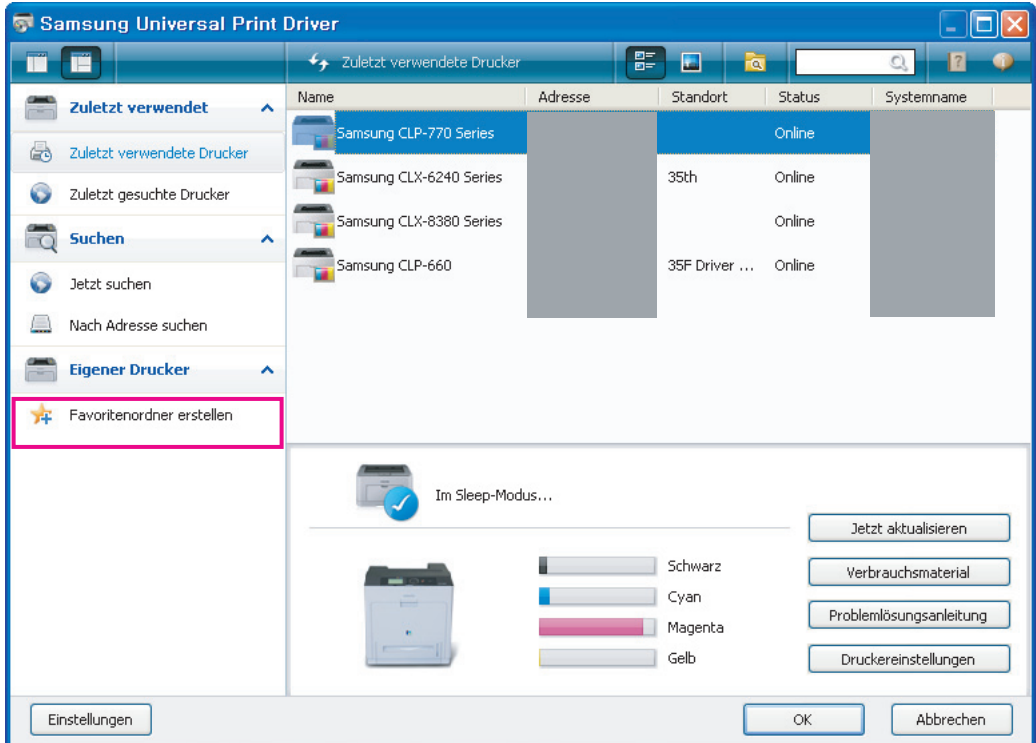 Samsung Universal Print Driver
Zuletzt verwendete Drucker
Zuletzt verwendet
Zuletzt verwendete Drucker
Zuletzt gesuchte Drucker
Suchen
Jetzt suchen
Nach Adresse suchen
Eigener Drucker
Favoritenordner erstellen
Name Adresse Standort Status Systemname
Samsung CLP-770 Series Online
Samsung CLX-6240 Series 35th Online
Samsung CLX-8380 Series Online
Samsung CLP-660 35F Driver ... Online
Im Sleep-Modus...
Schwarz
Cyan
Magenta
Gelb
Jetzt aktualisieren
Verbrauchsmaterial
Problemlösungsanleitung
Druckereinstellungen
Einstellungen
OK
Abbrechen